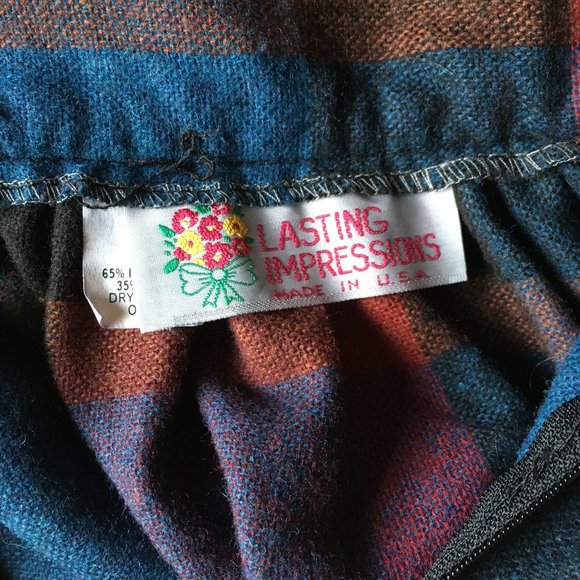 LASTING
IMPRESSIONS
MADE IN U.S.A.
65%
35%
DRY